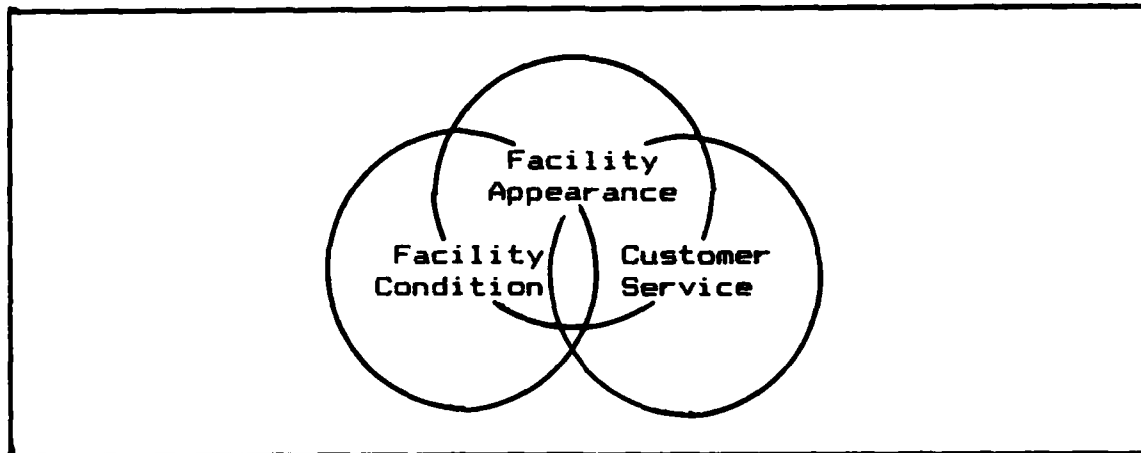 Facility
Appearance
Facility
Condition
Customer
Service